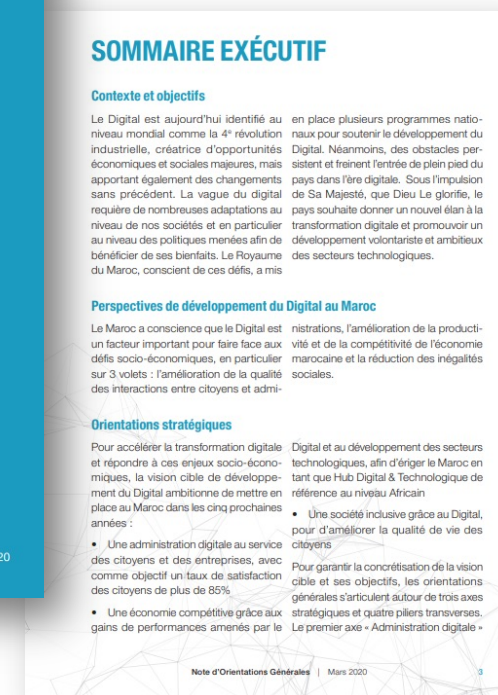 SOMMAIRE EXÉCUTIF
Contexte et objectifs
Le Digital est aujourd'hui identifié au
niveau mondial comme la 4e révolution
industrielle, créatrice d'opportunités
économiques et sociales majeures, mais
apportant également des changements
sans précédent. La vague du digital
requière de nombreuses adaptations au
niveau de nos sociétés et en particulier
au niveau des politiques menées afin de
bénéficier de ses bienfaits. Le Royaume
du Maroc, conscient de ces défis, a mis
en place plusieurs programmes natio-
naux pour soutenir le développement du
Digital. Néanmoins, des obstacles per-
sistent et freinent l'entrée de plein pied du
pays dans l'ère digitale. Sous l'impulsion
de Sa Majesté, que Dieu Le glorifie, le
pays souhaite donner un nouvel élan à la
transformation digitale et promouvoir un
développement volontariste et ambitieux
des secteurs technologiques.
Perspectives de développement du Digital au Maroc
Le Maroc a conscience que le Digital est
un facteur important pour faire face aux
défis socio-économiques, en particulier
sur 3 volets : l'amélioration de la qualité
des interactions entre citoyens et admi-
nistrations, l'amélioration de la producti-
vité et de la compétitivité de l'économie
marocaine et la réduction des inégalités
sociales.
Orientations stratégiques
Pour accélérer la transformation digitale
et répondre à ces enjeux socio-écono-
miques, la vision cible de développe-
ment du Digital ambitionne de mettre en
place au Maroc dans les cinq prochaines
années :
• Une administration digitale au service
des citoyens et des entreprises, avec
comme objectif un taux de satisfaction
des citoyens de plus de 85%
• Une économie compétitive grâce aux
gains de performances amenés par le
Digital et au développement des secteurs
technologiques, afin d'ériger le Maroc en
tant que Hub Digital & Technologique de
référence au niveau Africain
• Une société inclusive grâce au Digital,
pour d'améliorer la qualité de vie des
citoyens
Pour garantir la concrétisation de la vision
cible et ses objectifs, les orientations
générales s'articulent autour de trois axes
stratégiques et quatre piliers transverses.
Le premier axe « Administration digitale »
20
Note d'Orientations Générales | Mars 2020
3